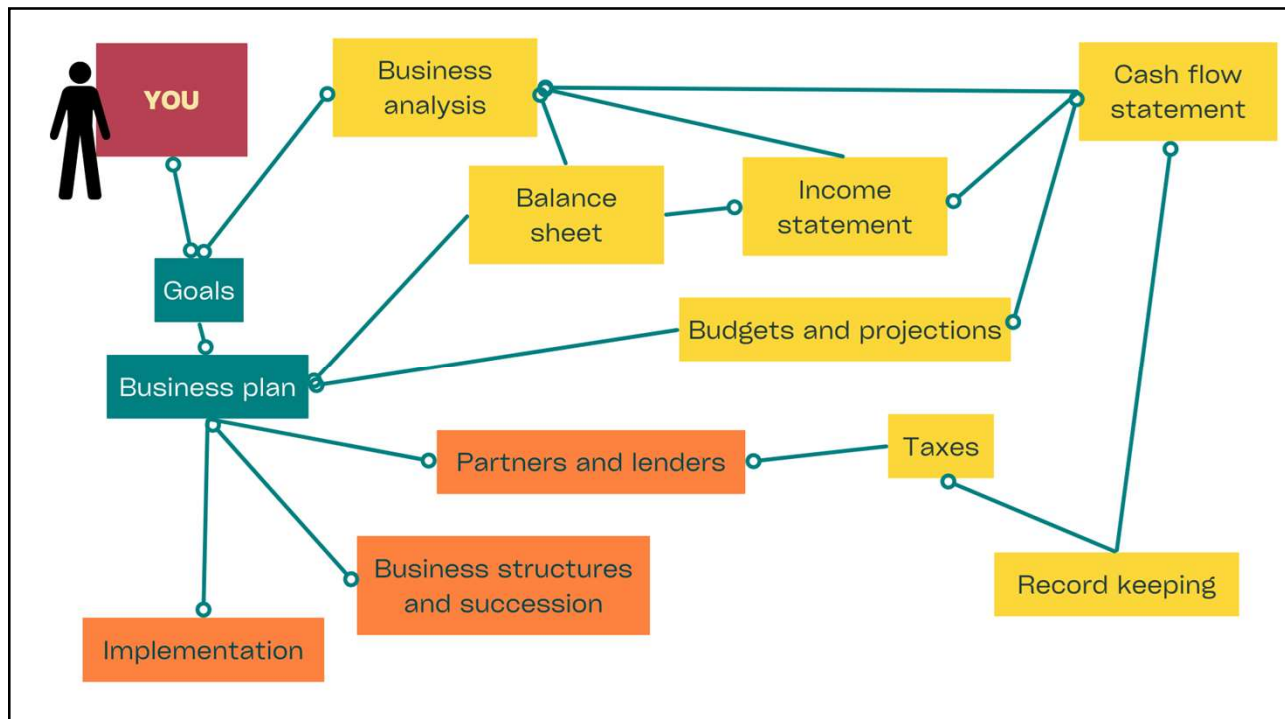 YOU
Business
analysis
Cash flow
statement
Balance
sheet
Income
statement
Goals
Budgets and projections
Business plan
Partners and lenders
Taxes
Business structures
and succession
Record keeping
Implementation